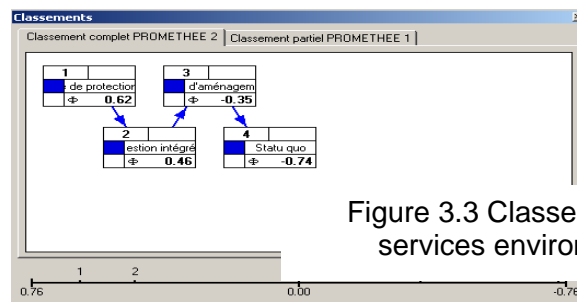 Classements
Classement complet PROMETHEE 2 Classement partiel PROMETHEE 1
1 3
de protection d'aménagem
Φ 0.62 Φ -0.35
2 4
estion intégré Statu quo
Φ 0.46 Φ -0.74
Figure 3.3 Classe
services environ
1 2
0.76 0.00 -0.76